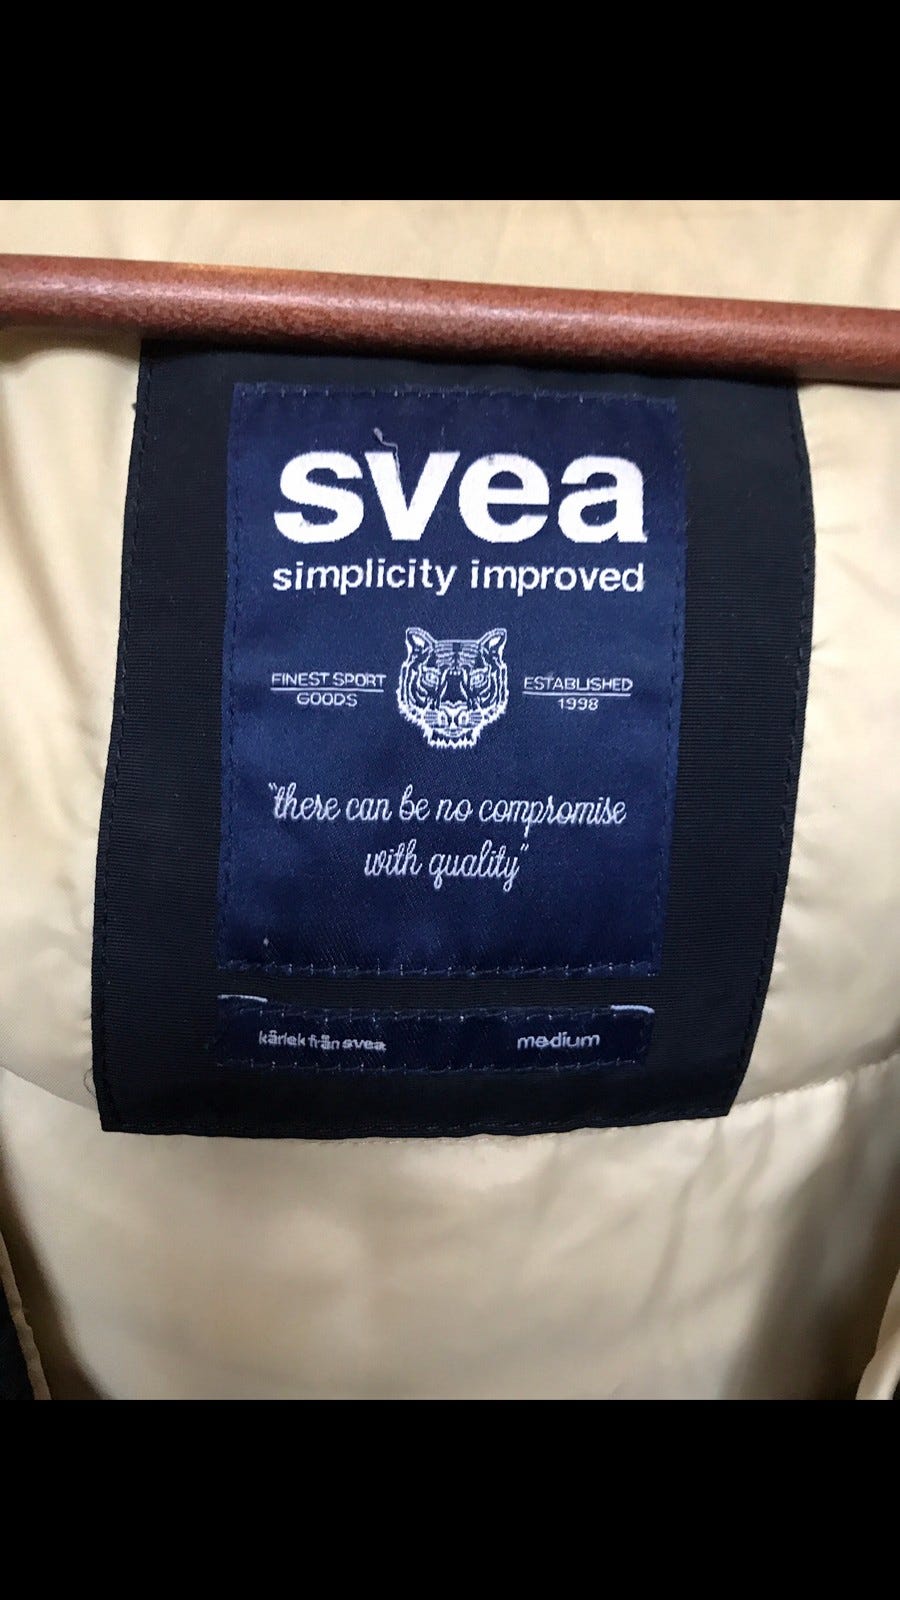 svea
simplicity improved
FINEST SPORT
GOODS
ESTABLISHED
1998
"there can be no compromise
with quality"
kärlek från svea
medium